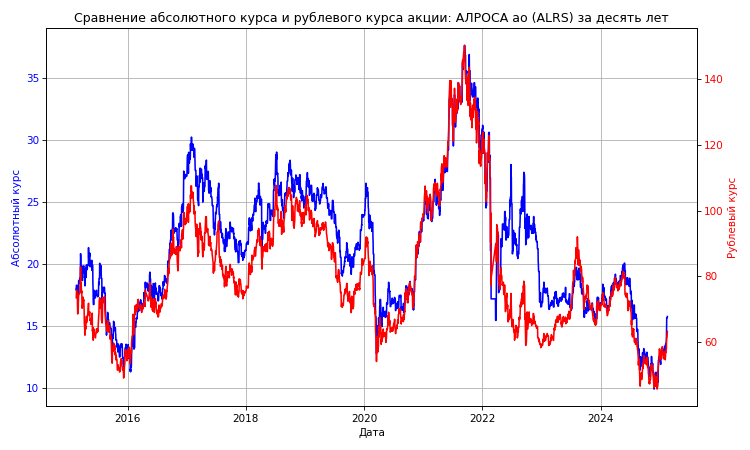 Сравнение абсолютного курса и рублевого курса акции: АЛРОСА ао (ALRS) за десять лет
Абсолютный курс
35
30
25
20
15
10
140
120
100
80
60
Рублевый курс
2016 2018 2020 2022 2024
Дата